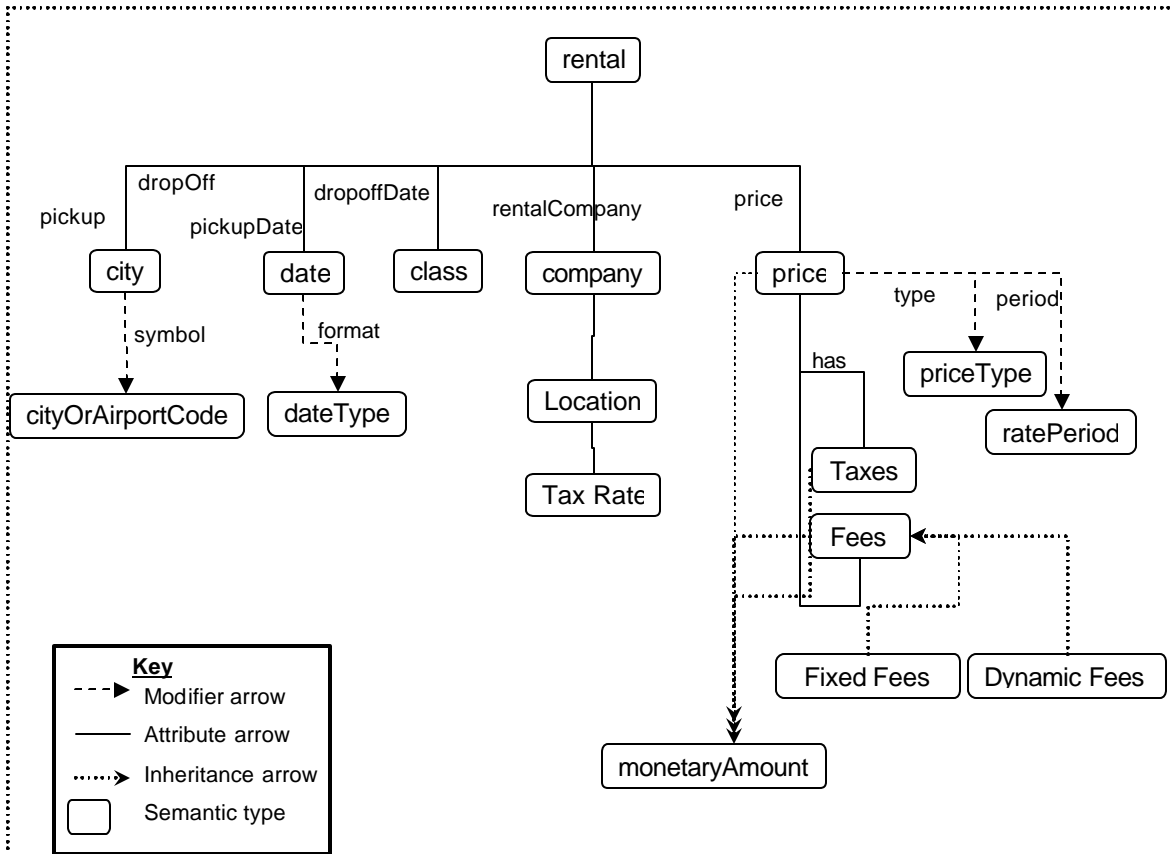 rental
dropOff
dropoffDate
pickup
pickupDate
rentalCompany
price
city
date
class
company
price
type
period
symbol
format
has
priceType
cityOrAirportCode
dateType
Location
ratePeriod
Taxes
Tax Rate
Fees
Fixed Fees
Dynamic Fees
monetaryAmount
Key
Modifier arrow
Attribute arrow
Inheritance arrow
Semantic type